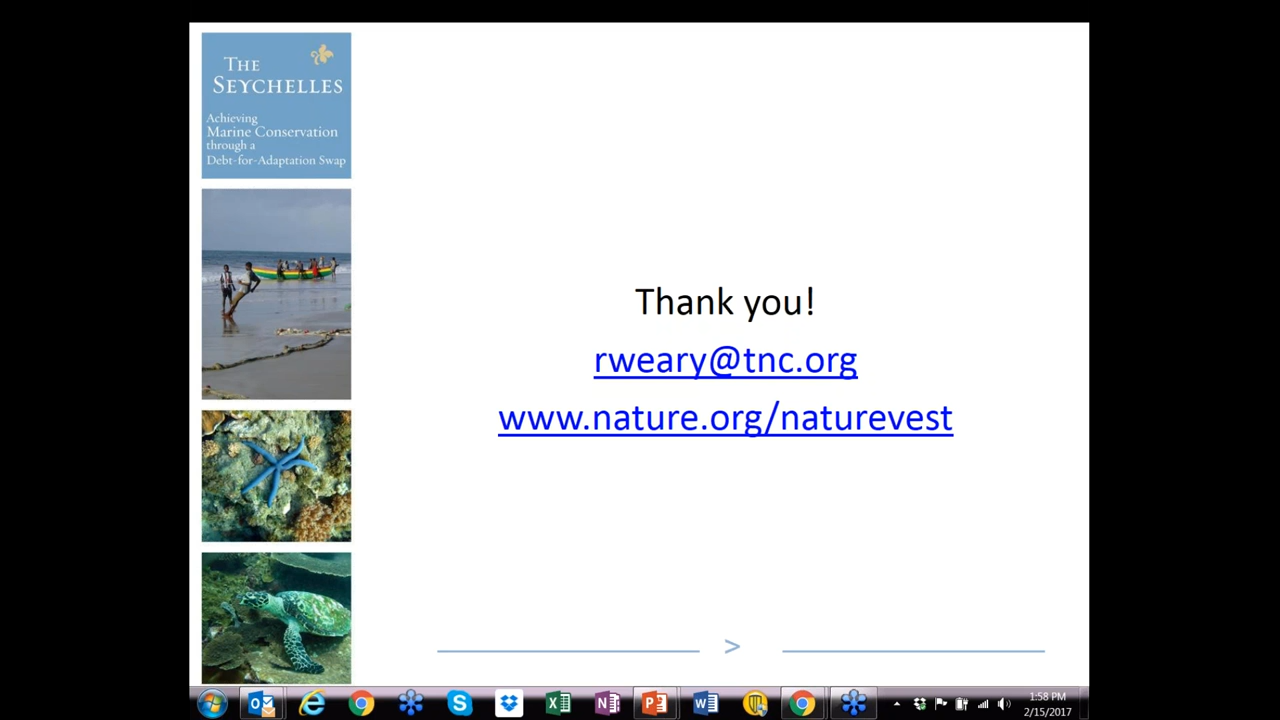 THE
SEYCHELLES
Achieving
Marine Conservation
through a
Debt-for-Adaptation Swap
Thank you!
rweary@tnc.org
www.nature.org/naturevest
>
1:58 PM
2/15/2017